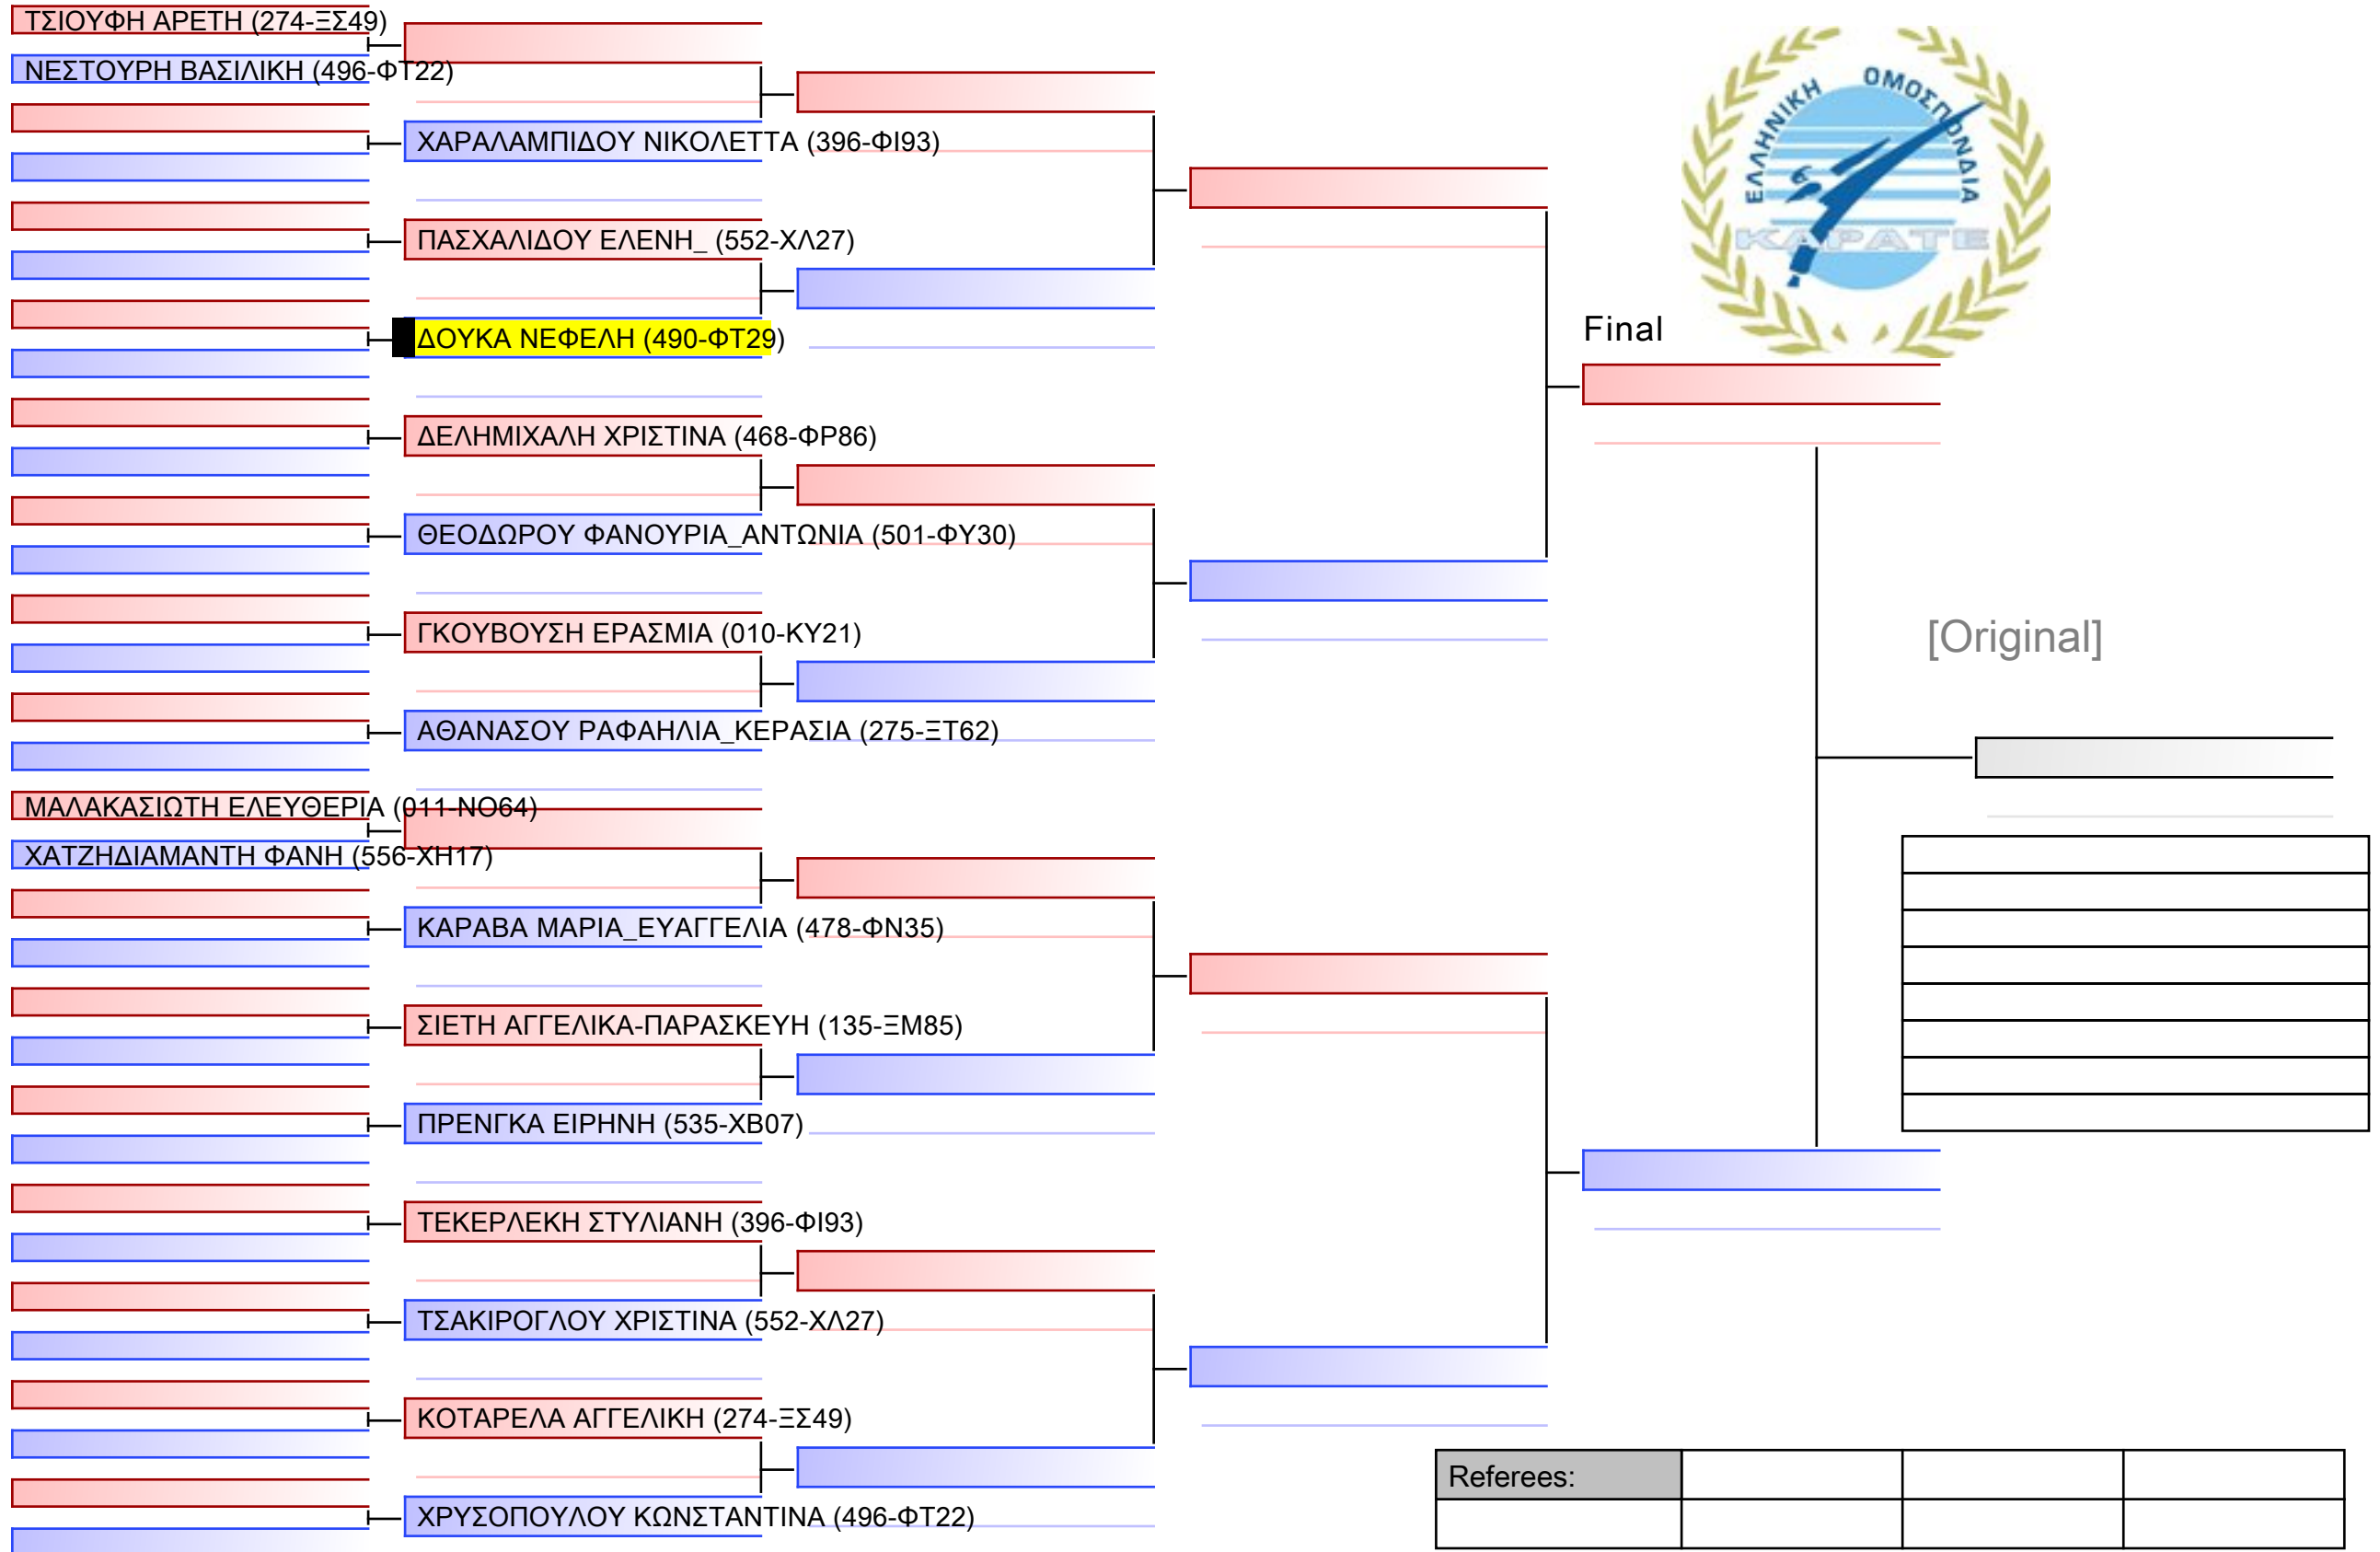 ΤΣΙΟΥΦΗ ΑΡΕΤΗ (274-ΞΣ49)
ΝΕΣΤΟΥΡΗ ΒΑΣΙΛΙΚΗ (496-ΦΤ22)
ΧΑΡΑΛΑΜΠΙΔΟΥ ΝΙΚΟΛΕΤΤΑ (396-ΦΙ93)
ΠΑΣΧΑΛΙΔΟΥ ΕΛΕΝΗ_ (552-ΧΛ27)
ΔΟΥΚΑ ΝΕΦΕΛΗ (490-ΦΤ29)
ΔΕΛΗΜΙΧΑΛΗ ΧΡΙΣΤΙΝΑ (468-ΦΡ86)
ΘΕΟΔΩΡΟΥ ΦΑΝΟΥΡΙΑ_ΑΝΤΩΝΙΑ (501-ΦΥ30)
ΓΚΟΥΒΟΥΣΗ ΕΡΑΣΜΙΑ (010-ΚΥ21)
ΑΘΑΝΑΣΟΥ ΡΑΦΑΗΛΙΑ_ΚΕΡΑΣΙΑ (275-ΞΤ62)
ΜΑΛΑΚΑΣΙΩΤΗ ΕΛΕΥΘΕΡΙΑ (011-ΝΟ64)
ΧΑΤΖΗΔΙΑΜΑΝΤΗ ΦΑΝΗ (556-ΧΗ17)
ΚΑΡΑΒΑ ΜΑΡΙΑ_ΕΥΑΓΓΕΛΙΑ (478-ΦΝ35)
ΣΙΕΤΗ ΑΓΓΕΛΙΚΑ-ΠΑΡΑΣΚΕΥΗ (135-ΞΜ85)
ΠΡΕΝΓΚΑ ΕΙΡΗΝΗ (535-ΧΒ07)
ΤΕΚΕΡΛΕΚΗ ΣΤΥΛΙΑΝΗ (396-ΦΙ93)
ΤΣΑΚΙΡΟΓΛΟΥ ΧΡΙΣΤΙΝΑ (552-ΧΛ27)
ΚΟΤΑΡΕΛΑ ΑΓΓΕΛΙΚΗ (274-ΞΣ49)
ΧΡΥΣΟΠΟΥΛΟΥ ΚΩΝΣΤΑΝΤΙΝΑ (496-ΦΤ22)
ΕΛΛΗΝΙΚΗ ΟΜΟΣΠΟΝΔΙΑ
ΚΑΡΑΤΕ
Final
[Original]
Referees: